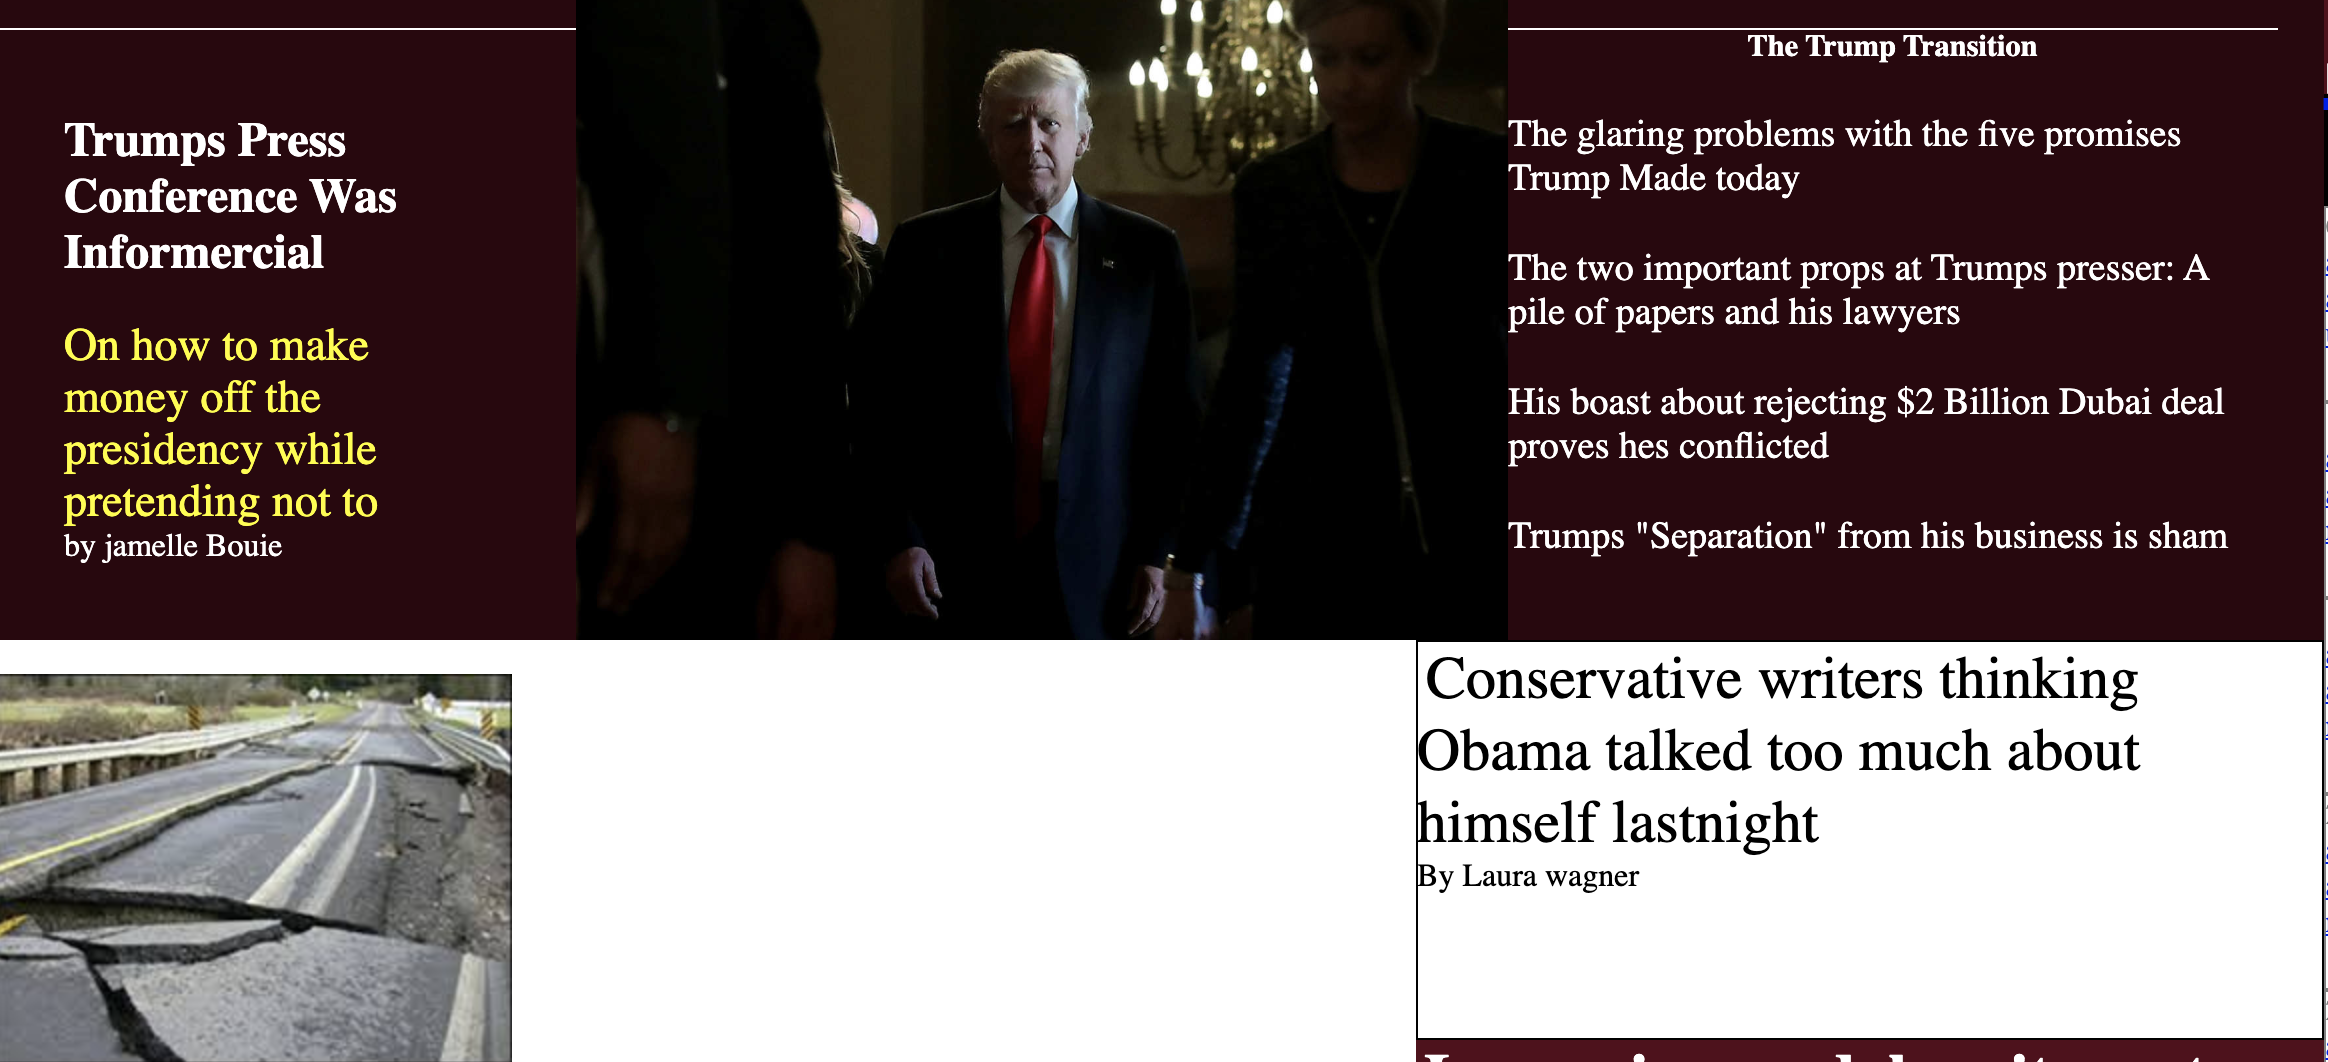 Trumps Press
Conference Was
Informercial
On how to make
money off the
presidency while
pretending not to
by jamelle Bouie
The Trump Transition
The glaring problems with the five promises
Trump Made today
The two important props at Trumps presser: A
pile of papers and his lawyers
His boast about rejecting $2 Billion Dubai deal
proves hes conflicted
Trumps "Separation" from his business is sham
Conservative writers thinking
Obama talked too much about
himself lastnight
By Laura wagner